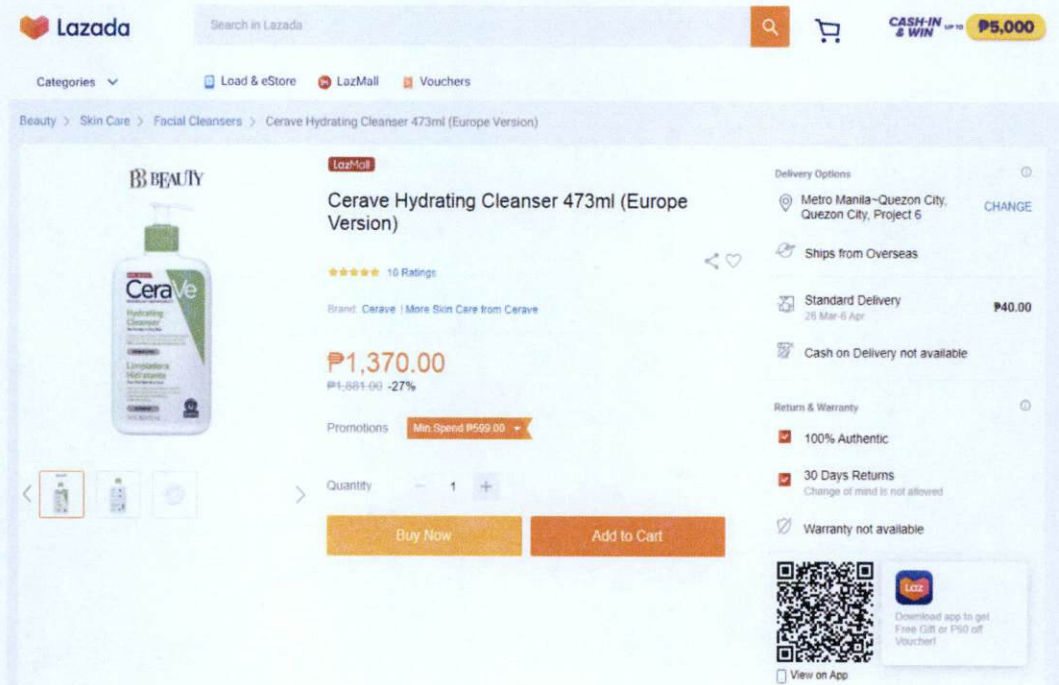 Lazada
Search in Lazada
CASH-IN & WIN UP TO ₱5,000
Categories
Load & eStore
LazMall
Vouchers
Beauty > Skin Care > Facial Cleansers > Cerave Hydrating Cleanser 473ml (Europe Version)
BB BEAUTY
CeraVe
Hydrating
Cleanser
Limpiadora
Hidratante
LazMall
Cerave Hydrating Cleanser 473ml (Europe
Version)
16 Ratings
Brand: Cerave | More Skin Care from Cerave
₱1,370.00
₱1,881.00 -27%
Promotions
Min.Spend ₱599.00
Quantity
1
Buy Now
Add to Cart
Delivery Options
Metro Manila~Quezon City,
Quezon City, Project 6
CHANGE
Ships from Overseas
Standard Delivery
₱40.00
26 Mar-6 Apr
Cash on Delivery not available
Return & Warranty
100% Authentic
30 Days Returns
Change of mind is not allowed
Warranty not available
Laz
Download app to get
Free Gift or P60 off
Voucher!
View on App